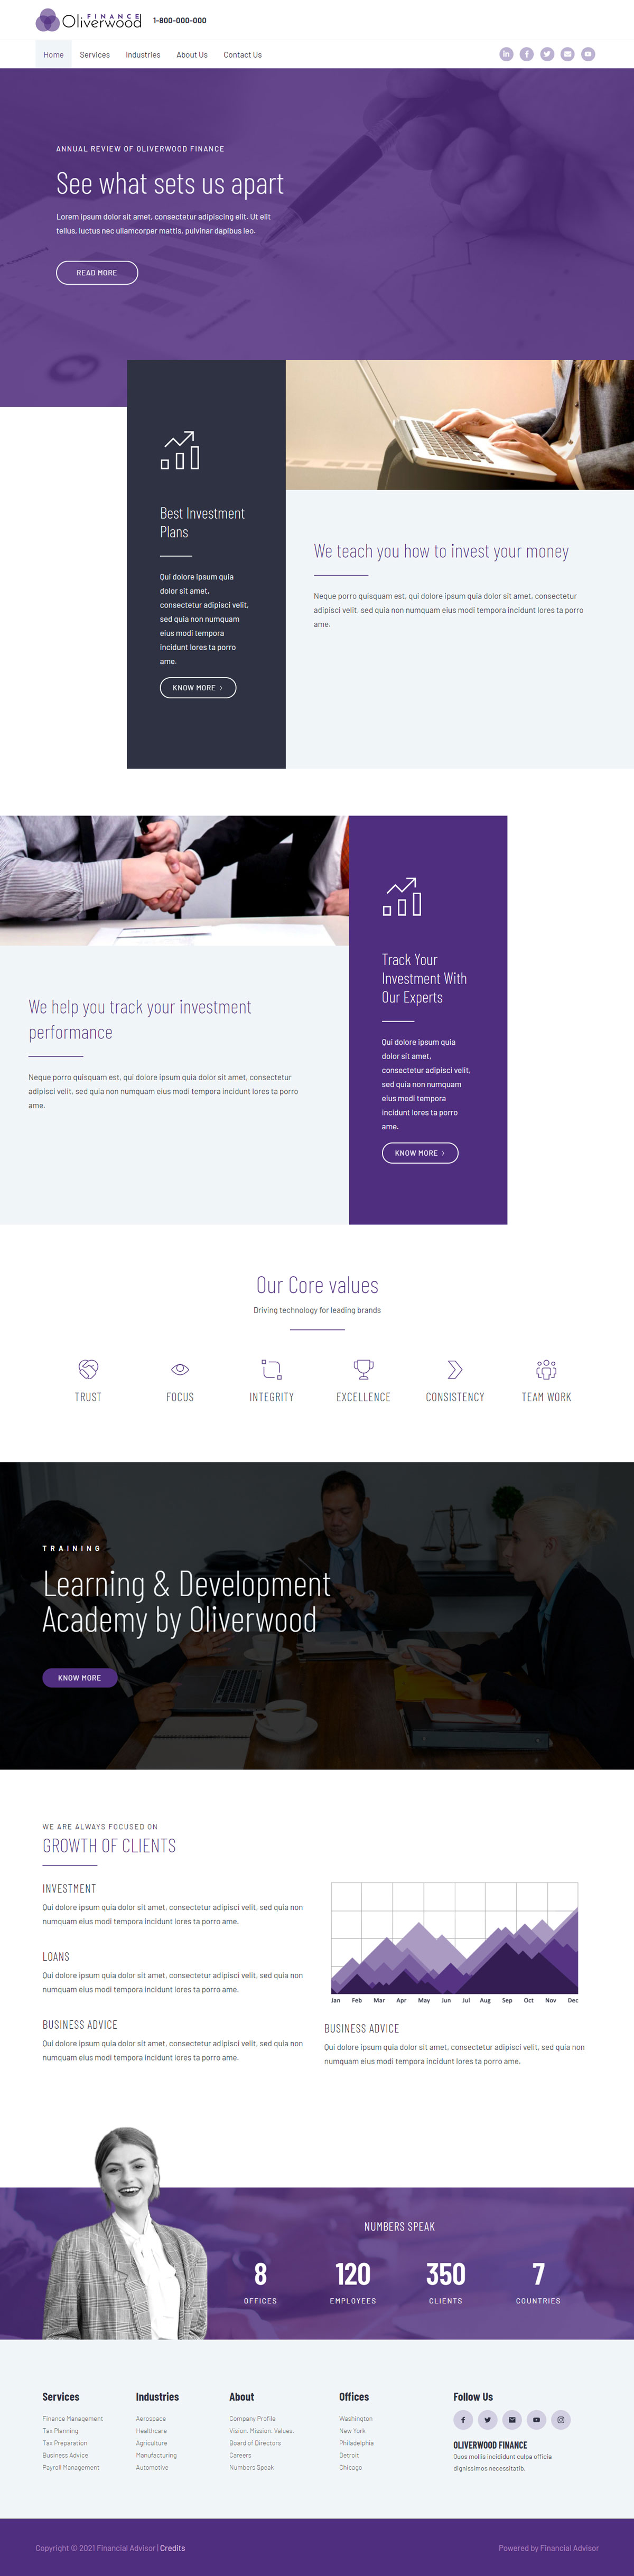 FINANCE
Oliverwood
1-800-000-000
Home
Services
Industries
About Us
Contact Us
ANNUAL REVIEW OF OLIVERWOOD FINANCE
See what sets us apart
Lorem ipsum dolor sit amet, consectetur adipiscing elit. Ut elit
tellus, luctus nec ullamcorper mattis, pulvinar dapibus leo.
READ MORE
Best Investment
Plans
Qui dolore ipsum quia
dolor sit amet,
consectetur adipisci velit,
sed quia non numquam
eius modi tempora
incidunt lores ta porro
ame.
KNOW MORE
We teach you how to invest your money
Neque porro quisquam est, qui dolore ipsum quia dolor sit amet, consectetur
adipisci velit, sed quia non numquam eius modi tempora incidunt lores ta porro
ame.
We help you track your investment
performance
Neque porro quisquam est, qui dolore ipsum quia dolor sit amet, consectetur
adipisci velit, sed quia non numquam eius modi tempora incidunt lores ta porro
ame.
Track Your
Investment With
Our Experts
Qui dolore ipsum quia
dolor sit amet,
consectetur adipisci velit,
sed quia non numquam
eius modi tempora
incidunt lores ta porro
ame.
KNOW MORE
Our Core values
Driving technology for leading brands
TRUST
FOCUS
INTEGRITY
EXCELLENCE
CONSISTENCY
TEAM WORK
TRAINING
Learning & Development
Academy by Oliverwood
KNOW MORE
WE ARE ALWAYS FOCUSED ON
GROWTH OF CLIENTS
INVESTMENT
Qui dolore ipsum quia dolor sit amet, consectetur adipisci velit, sed quia non
numquam eius modi tempora incidunt lores ta porro ame.
LOANS
Qui dolore ipsum quia dolor sit amet, consectetur adipisci velit, sed quia non
numquam eius modi tempora incidunt lores ta porro ame.
BUSINESS ADVICE
Qui dolore ipsum quia dolor sit amet, consectetur adipisci velit, sed quia non
numquam eius modi tempora incidunt lores ta porro ame.
Jan Feb Mar Apr May Jun Jul Aug Sep Oct Nov Dec
BUSINESS ADVICE
Qui dolore ipsum quia dolor sit amet, consectetur adipisci velit, sed quia non
numquam eius modi tempora incidunt lores ta porro ame.
NUMBERS SPEAK
8
OFFICES
120
EMPLOYEES
350
CLIENTS
7
COUNTRIES
Services
Finance Management
Tax Planning
Tax Preparation
Business Advice
Payroll Management
Industries
Aerospace
Healthcare
Agriculture
Manufacturing
Automotive
About
Company Profile
Vision. Mission. Values.
Board of Directors
Careers
Numbers Speak
Offices
Washington
New York
Philadelphia
Detroit
Chicago
Follow Us
OLIVERWOOD FINANCE
Quos mollis incididunt culpa officia
dignissimos necessitatib.
Copyright © 2021 Financial Advisor | Credits
Powered by Financial Advisor